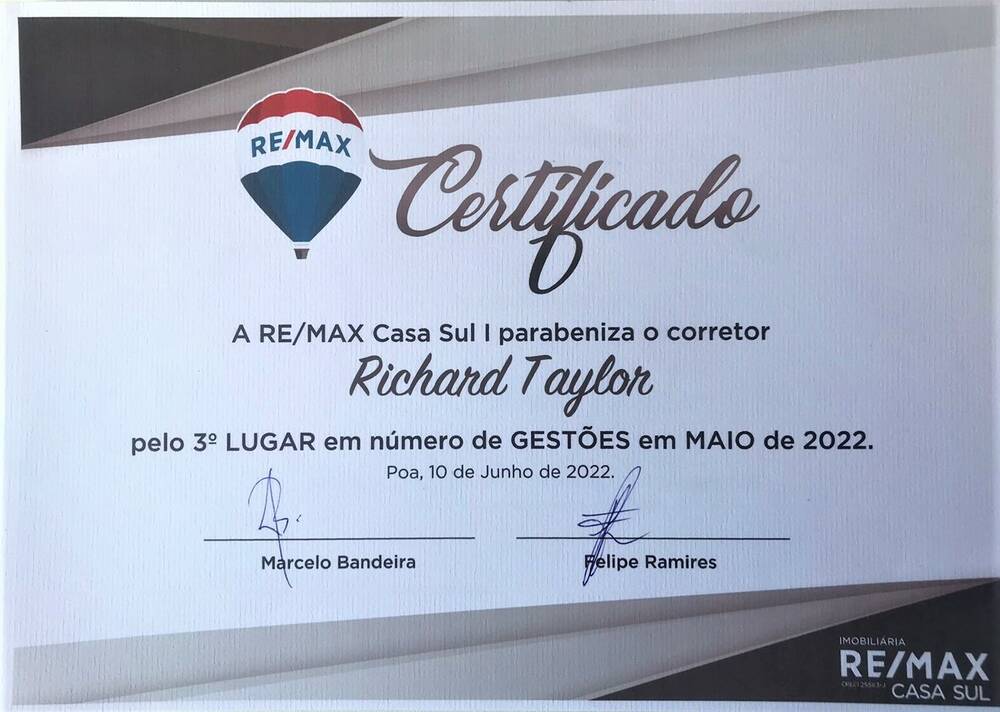 RE/MAX
Certificado
A RE/MAX Casa Sul I parabeniza o corretor
Richard Taylor
pelo 3º LUGAR em número de GESTÕES em MAIO de 2022.
Poa, 10 de Junho de 2022.
Marcelo Bandeira
Felipe Ramires
IMOBILIÁRIA
RE/MAX
CASA SUL